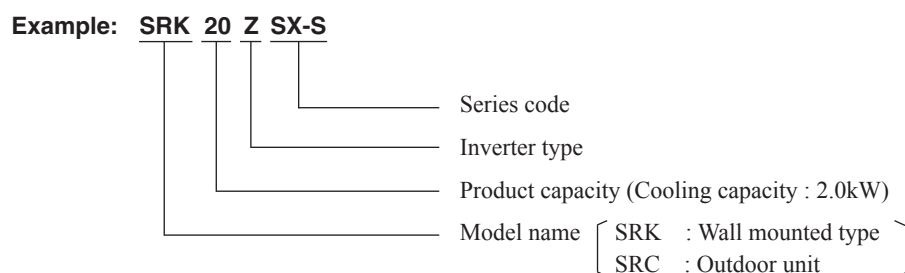 Example: SRK 20 Z SX-S
Series code
Inverter type
Product capacity (Cooling capacity : 2.0kW)
Model name SRK : Wall mounted type
SRC : Outdoor unit